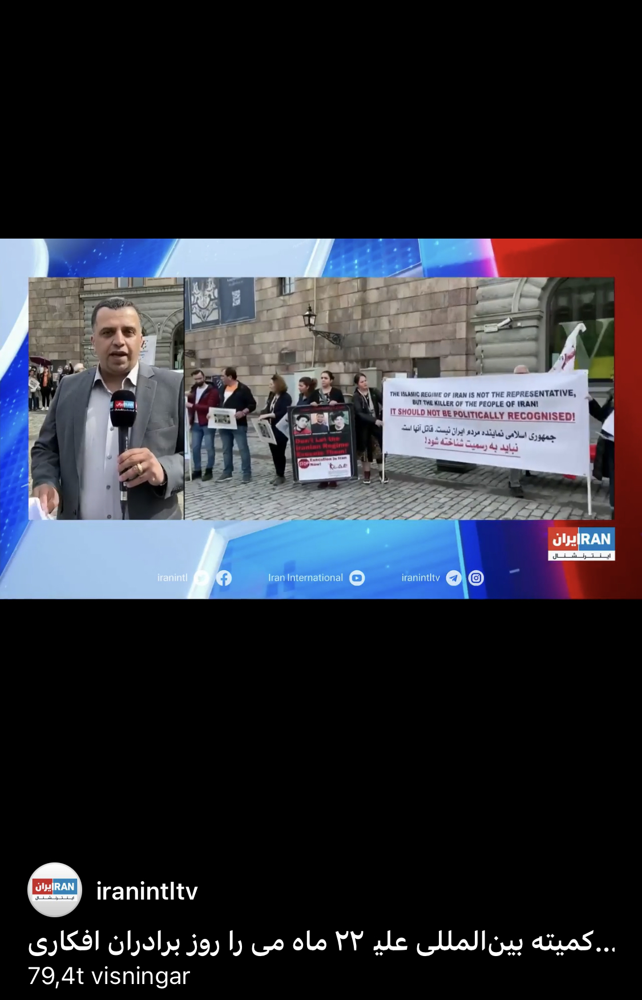 THE ISLAMIC REGIME OF IRAN IS NOT THE REPRESENTATIVE,
BUT THE KILLER OF THE PEOPLE OF IRAN!
IT SHOULD NOT BE POLITICALLY RECOGNISED!
جمهوری اسلامی نماینده مردم ایران نیست. قاتل آنها است.
نباید به رسمیت شناخته شود!
Don't Let the
Iranian Regime
Execute Them!
STOP Execution in Iran
Now!
ایران IRAN
ایران IRAN
اینترنشنال
iranintl
Iran International
iranintltv
ایران IRAN
اینترنشنال
iranintltv
کمیته بین‌المللی علیـ ۲۲ ماه می را روز برادران افکاری...
79,4t visningar